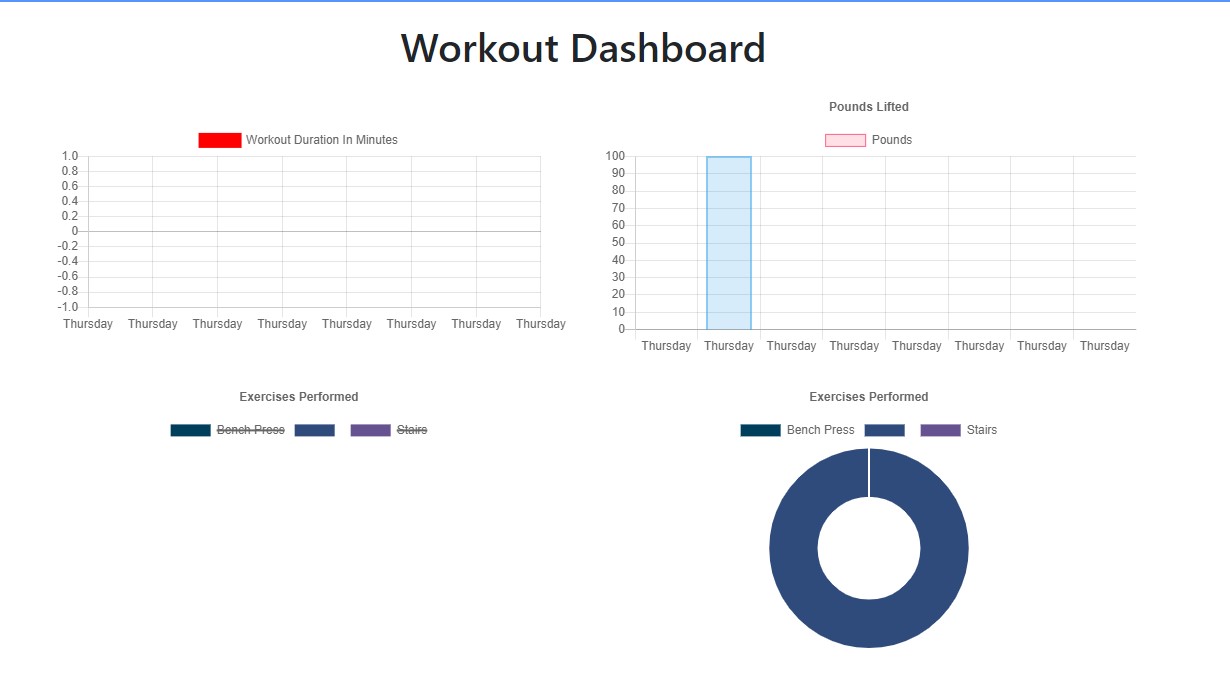 Workout Dashboard
Workout Duration In Minutes
1.0
0.8
0.6
0.4
0.2
0
-0.2
-0.4
-0.6
-0.8
-1.0
Thursday Thursday Thursday Thursday Thursday Thursday Thursday Thursday
Pounds Lifted
Pounds
100
90
80
70
60
50
40
30
20
10
0
Thursday Thursday Thursday Thursday Thursday Thursday Thursday Thursday
Exercises Performed
Bench Press Stairs
Exercises Performed
Bench Press Stairs